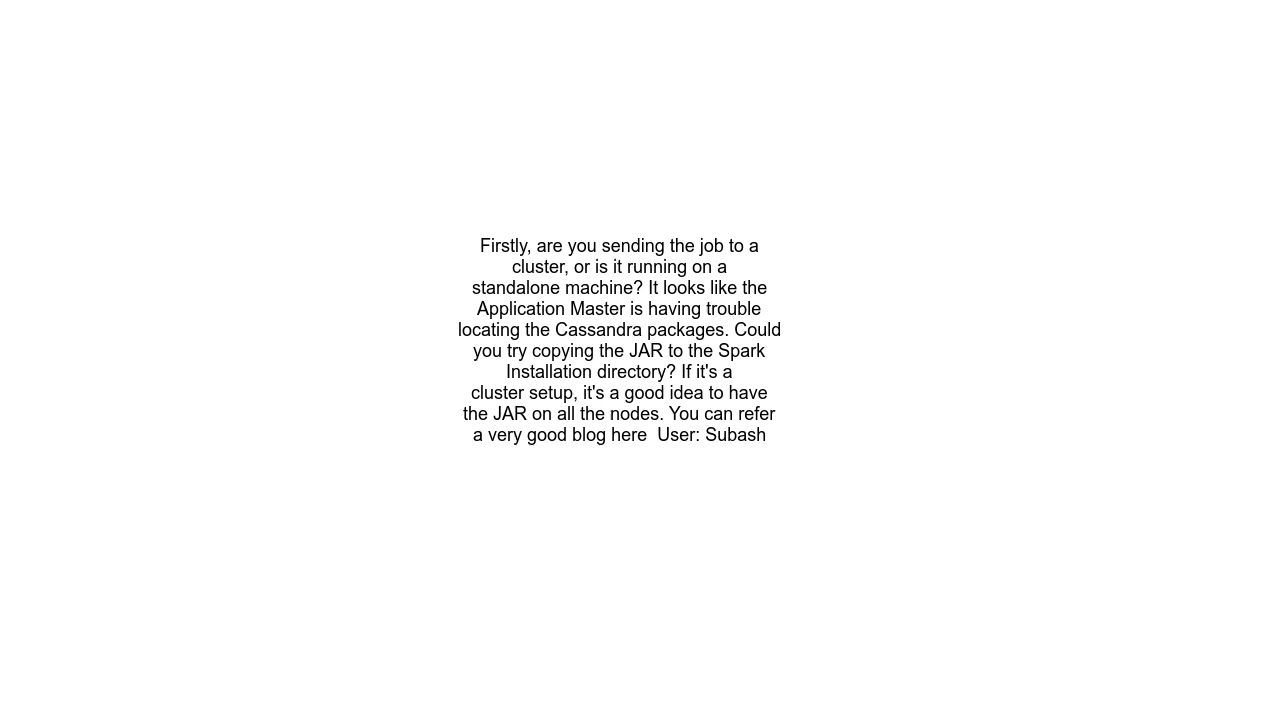 Firstly, are you sending the job to a
cluster, or is it running on a
standalone machine? It looks like the
Application Master is having trouble
locating the Cassandra packages. Could
you try copying the JAR to the Spark
Installation directory? If it's a
cluster setup, it's a good idea to have
the JAR on all the nodes. You can refer
a very good blog here  User: Subash